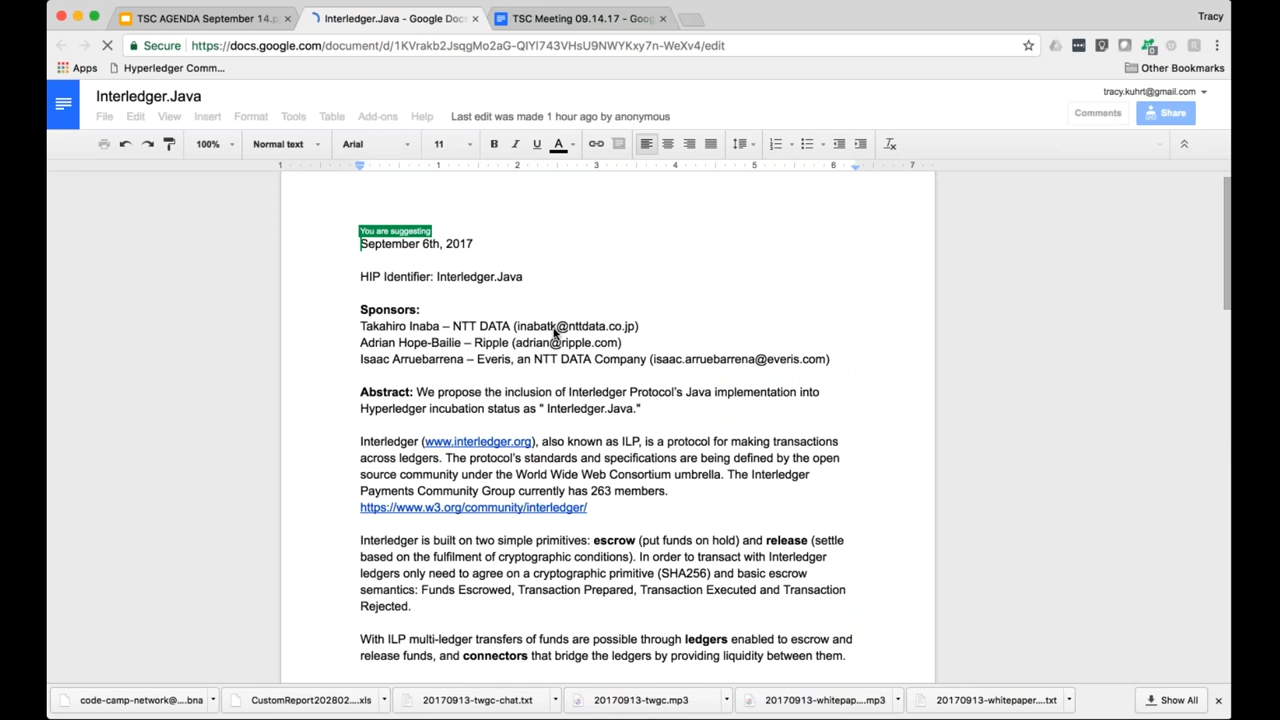 TSC AGENDA September 14.p
Interledger.Java - Google Docs
TSC Meeting 09.14.17 - Goog
Tracy
Secure
https://docs.google.com/document/d/1KVrakb2JsqgMo2aG-QIYl743VHsU9NWYKxy7n-WeXv4/edit
Apps
Hyperledger Comm...
Other Bookmarks
Interledger.Java
tracy.kuhrt@gmail.com
File Edit View Insert Format Tools Table Add-ons Help
Last edit was made 1 hour ago by anonymous
Comments
Share
100% Normal text Arial 11 B I U A
1 1 2 3 4 5 6 7
You are suggesting
September 6th, 2017
HIP Identifier: Interledger.Java
Sponsors:
Takahiro Inaba – NTT DATA (inabatk@nttdata.co.jp)
Adrian Hope-Bailie – Ripple (adrian@ripple.com)
Isaac Arruebarrena – Everis, an NTT DATA Company (isaac.arruebarrena@everis.com)
Abstract: We propose the inclusion of Interledger Protocol's Java implementation into
Hyperledger incubation status as " Interledger.Java."
Interledger (www.interledger.org), also known as ILP, is a protocol for making transactions
across ledgers. The protocol's standards and specifications are being defined by the open
source community under the World Wide Web Consortium umbrella. The Interledger
Payments Community Group currently has 263 members.
https://www.w3.org/community/interledger/
Interledger is built on two simple primitives: escrow (put funds on hold) and release (settle
based on the fulfilment of cryptographic conditions). In order to transact with Interledger
ledgers only need to agree on a cryptographic primitive (SHA256) and basic escrow
semantics: Funds Escrowed, Transaction Prepared, Transaction Executed and Transaction
Rejected.
With ILP multi-ledger transfers of funds are possible through ledgers enabled to escrow and
release funds, and connectors that bridge the ledgers by providing liquidity between them.
code-camp-network@....bna
CustomReport202802....xls
20170913-twgc-chat.txt
20170913-twgc.mp3
20170913-whitepap....mp3
20170913-whitepaper....txt
Show All